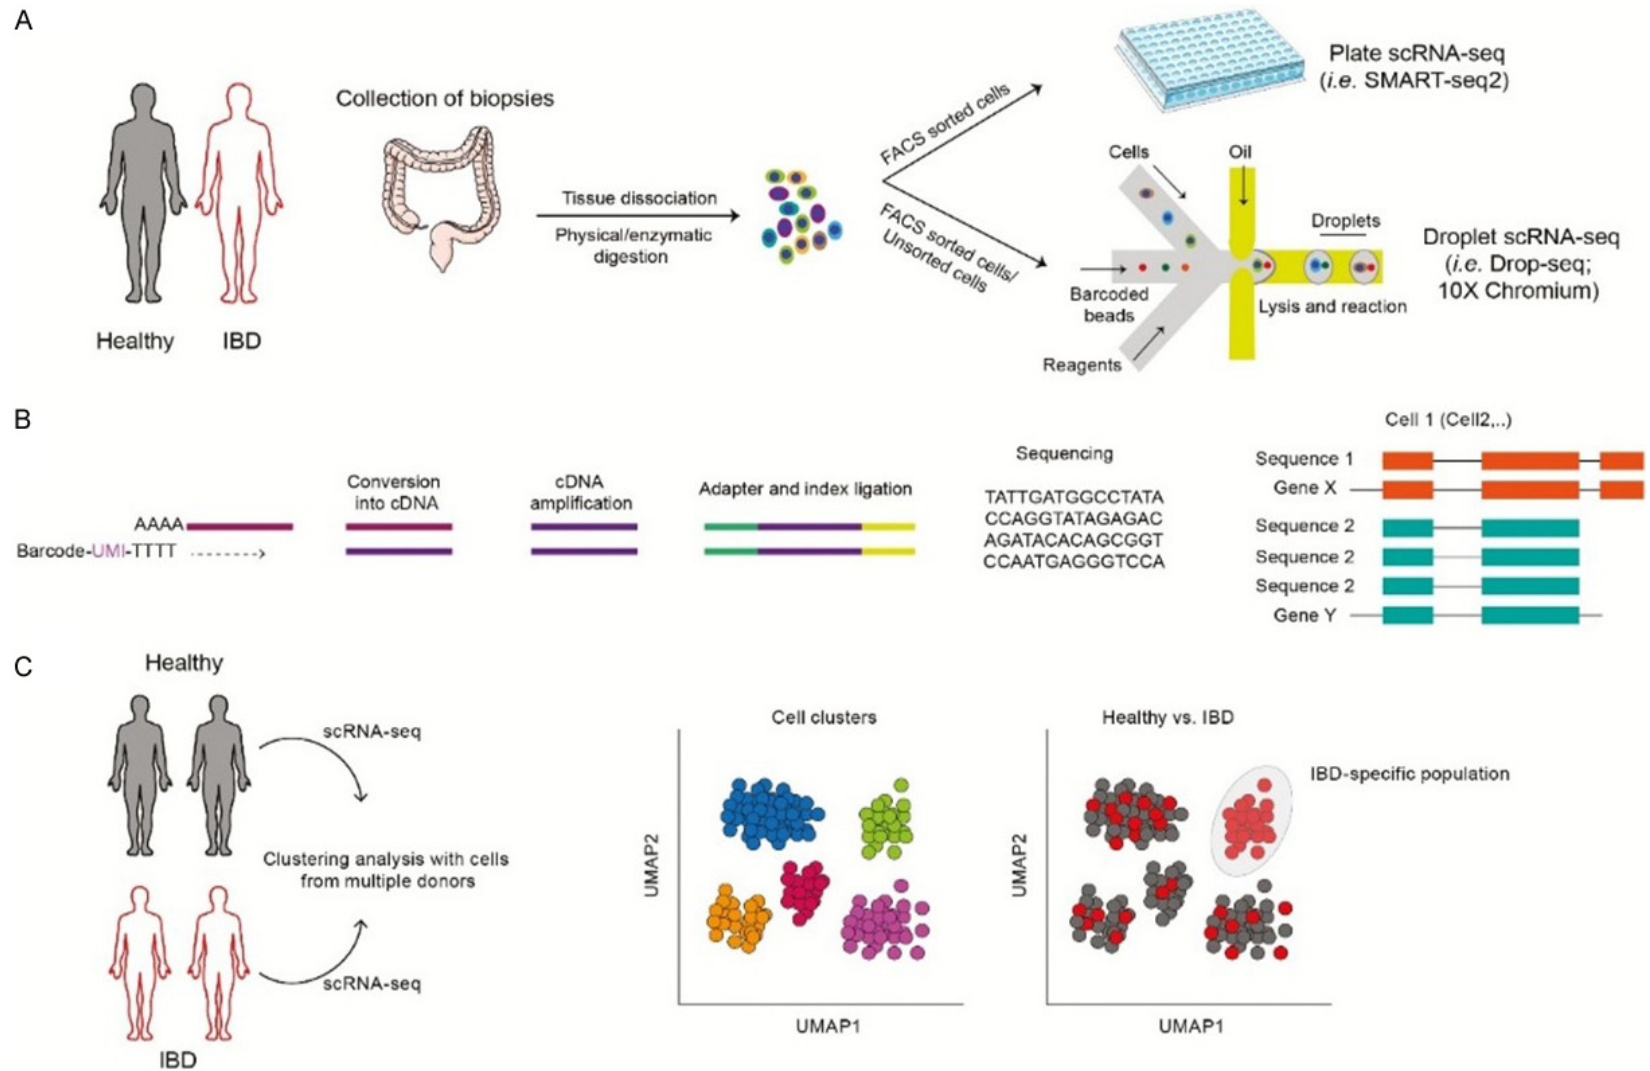 A
Healthy
IBD
Collection of biopsies
Tissue dissociation
Physical/enzymatic
digestion
FACS sorted cells
FACS sorted cells/
Unsorted cells
Plate scRNA-seq
(i.e. SMART-seq2)
Cells
Oil
Droplets
Barcoded
beads
Lysis and reaction
Reagents
Droplet scRNA-seq
(i.e. Drop-seq;
10X Chromium)
B
AAAA
Barcode-UMI-TTTT
Conversion
into cDNA
cDNA
amplification
Adapter and index ligation
Sequencing
TATTGATGGCCTATA
CCAGGTATAGAGAC
AGATACACAGCGGT
CCAATGAGGGTCCA
Cell 1 (Cell2,..)
Sequence 1
Gene X
Sequence 2
Sequence 2
Sequence 2
Gene Y
C
Healthy
scRNA-seq
Clustering analysis with cells
from multiple donors
scRNA-seq
IBD
Cell clusters
UMAP2
UMAP1
Healthy vs. IBD
IBD-specific population
UMAP2
UMAP1